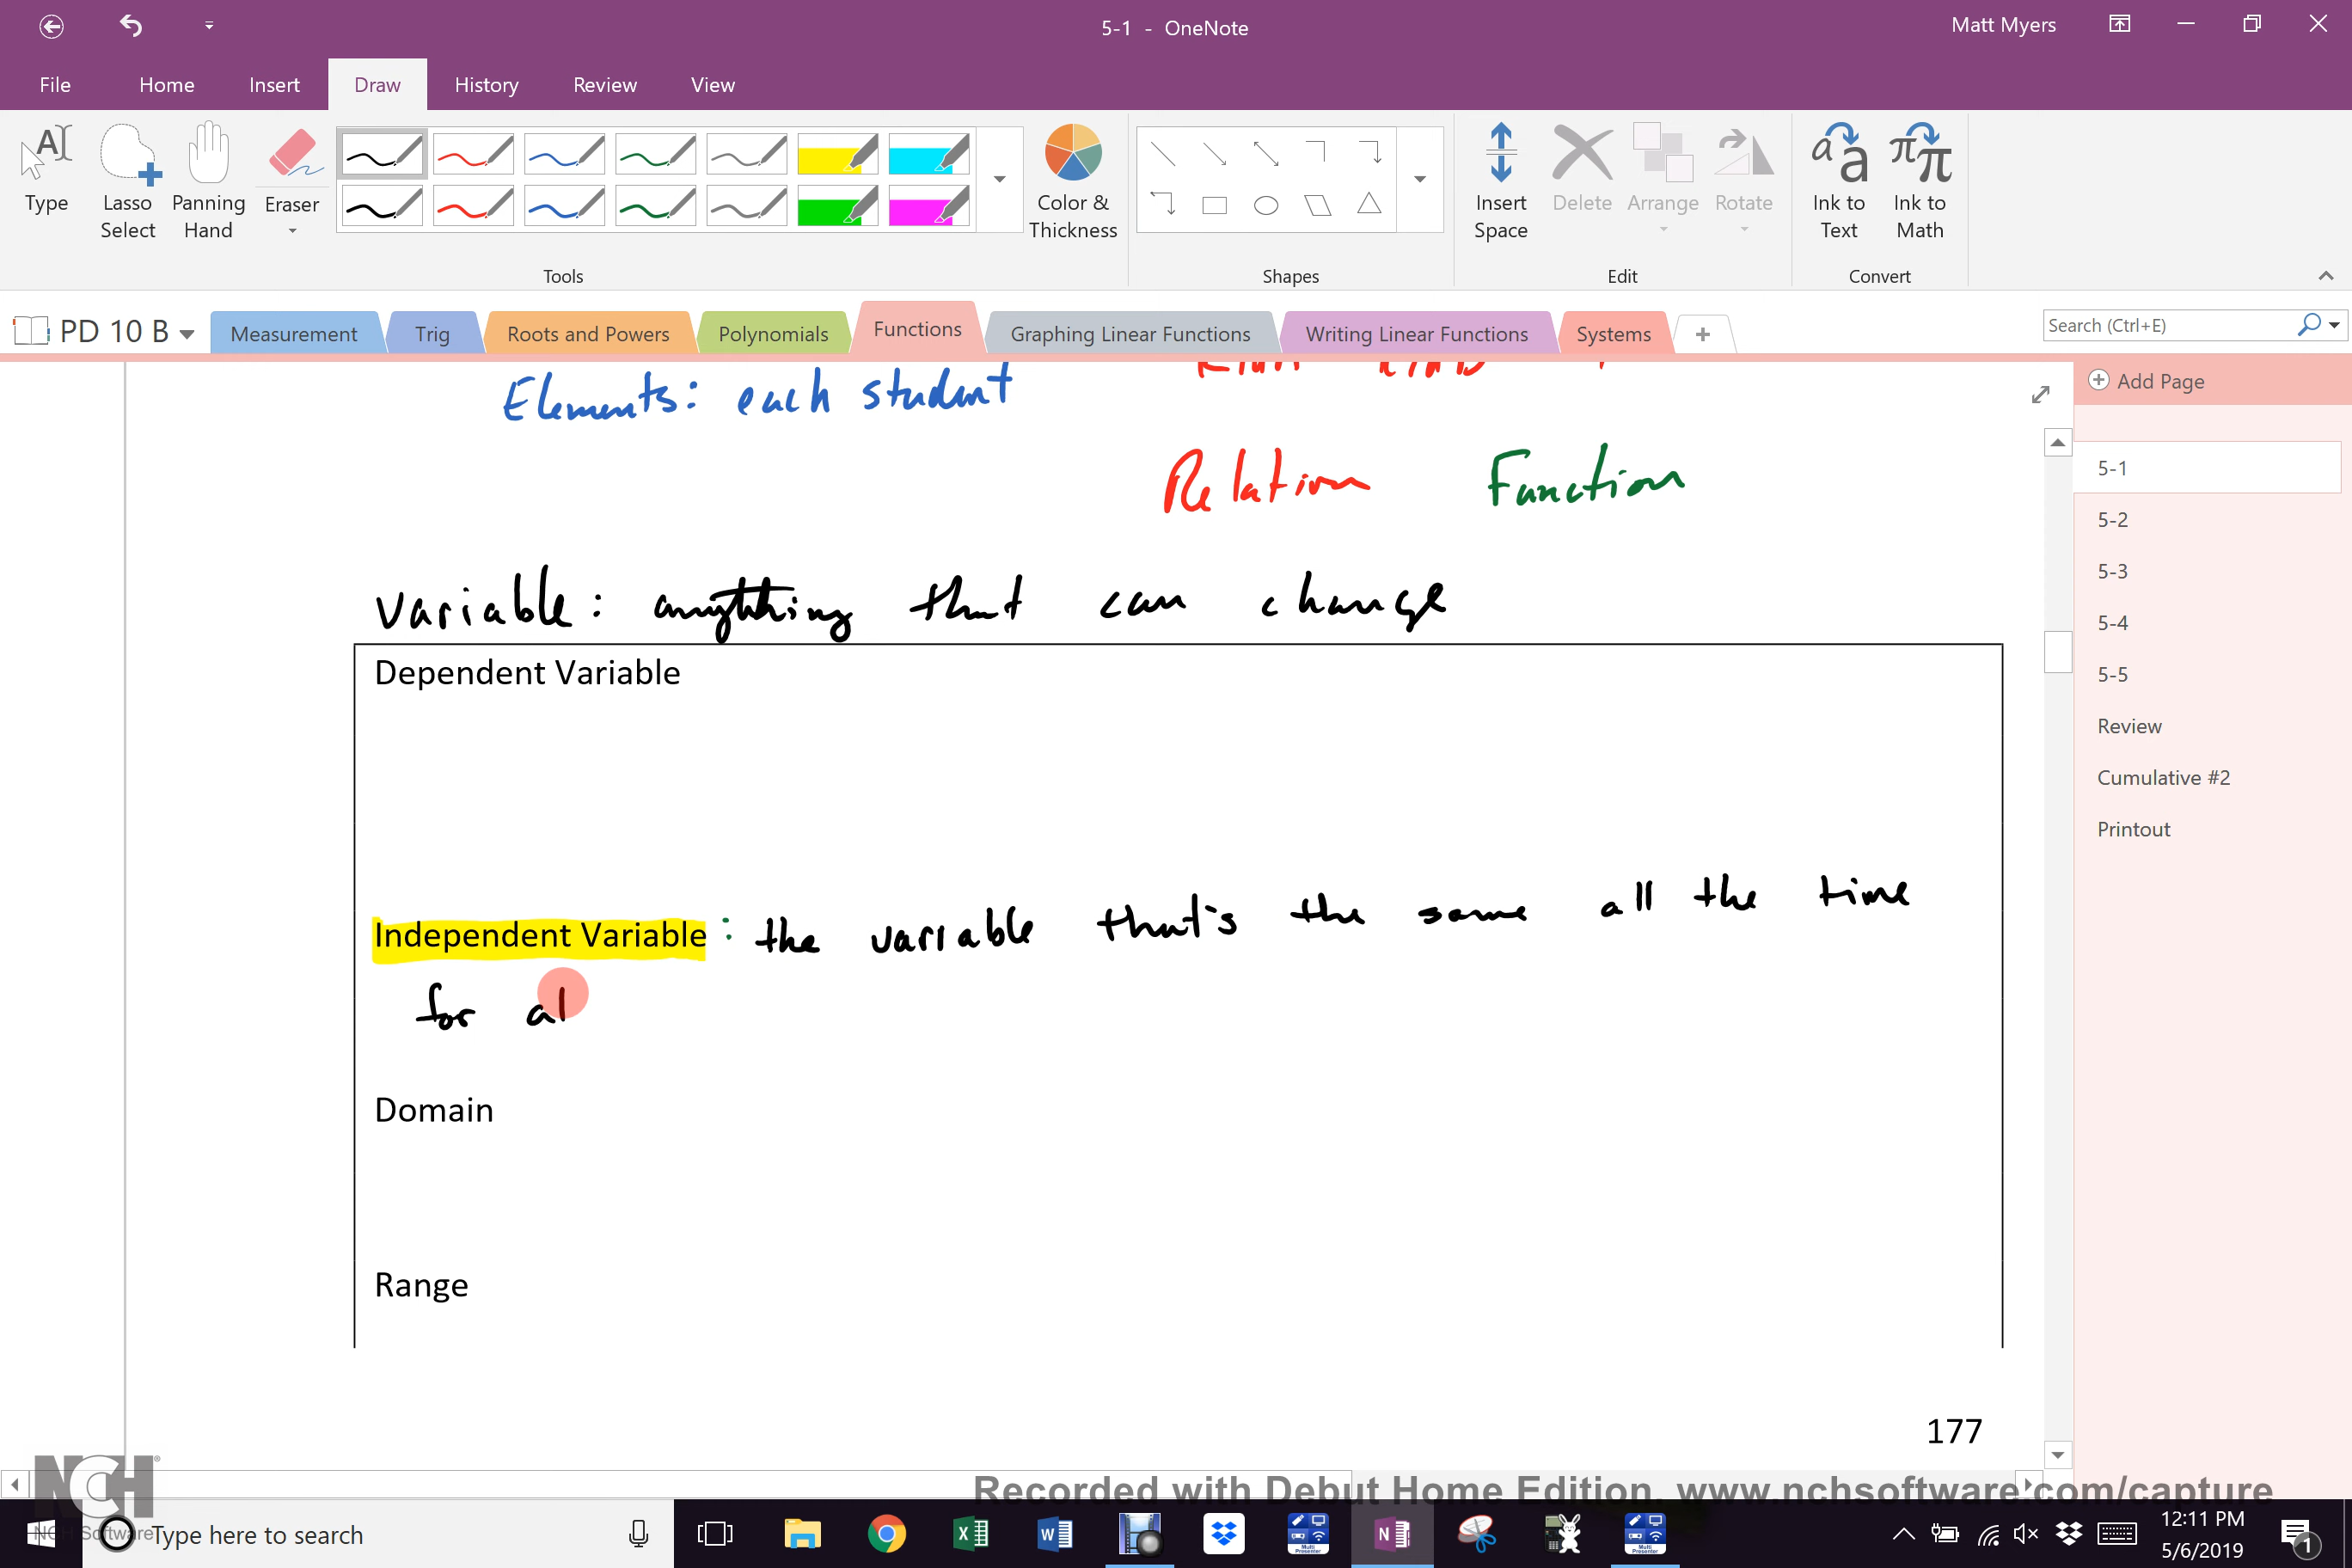 5-1 - OneNote
Matt Myers
File Home Insert Draw History Review View
Type
Lasso Select
Panning Hand
Eraser
Color & Thickness
Insert Space
Delete
Arrange
Rotate
Ink to Text
Ink to Math
Tools
Shapes
Edit
Convert
PD 10 B
Measurement Trig Roots and Powers Polynomials Functions Graphing Linear Functions Writing Linear Functions Systems +
Search (Ctrl+E)
Add Page
5-1
5-2
5-3
5-4
5-5
Review
Cumulative #2
Printout
Elements: each student
Relation Function
Variable: anything that can change
Dependent Variable
Independent Variable : the variable that's the same all the time
for al
Domain
Range
177
NCH
NCH Software
Recorded with Debut Home Edition. www.nchsoftware.com/capture
Type here to search
12:11 PM
5/6/2019
1